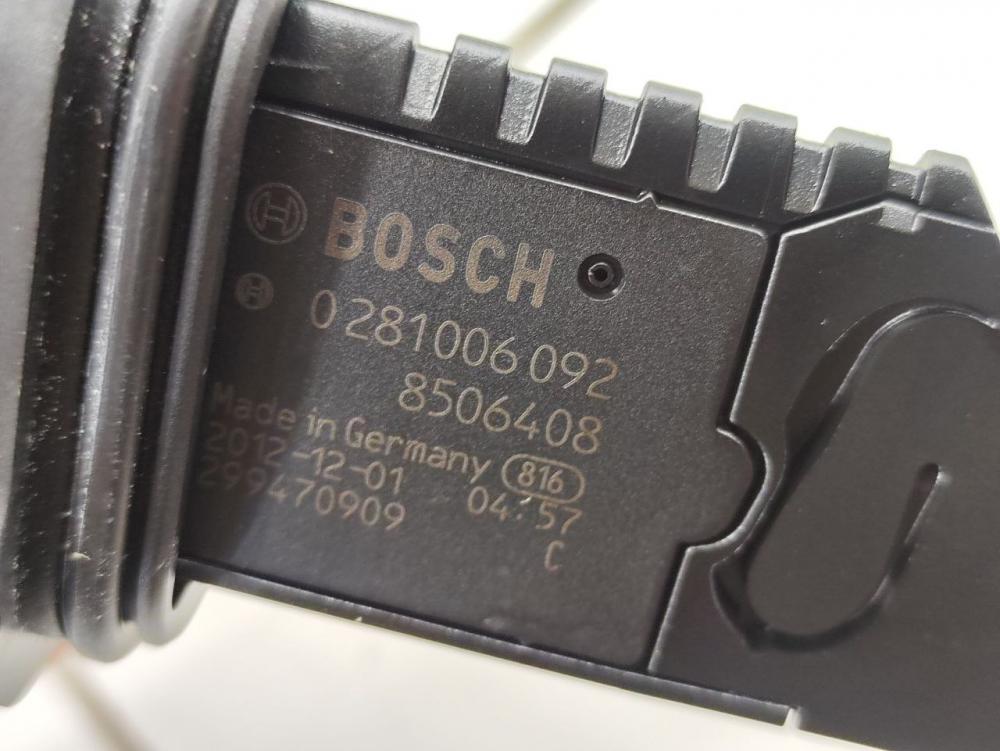 BOSCH
0 281 006 092
8506408
Made in Germany 816
2012-12-01 04:57
299470909
C